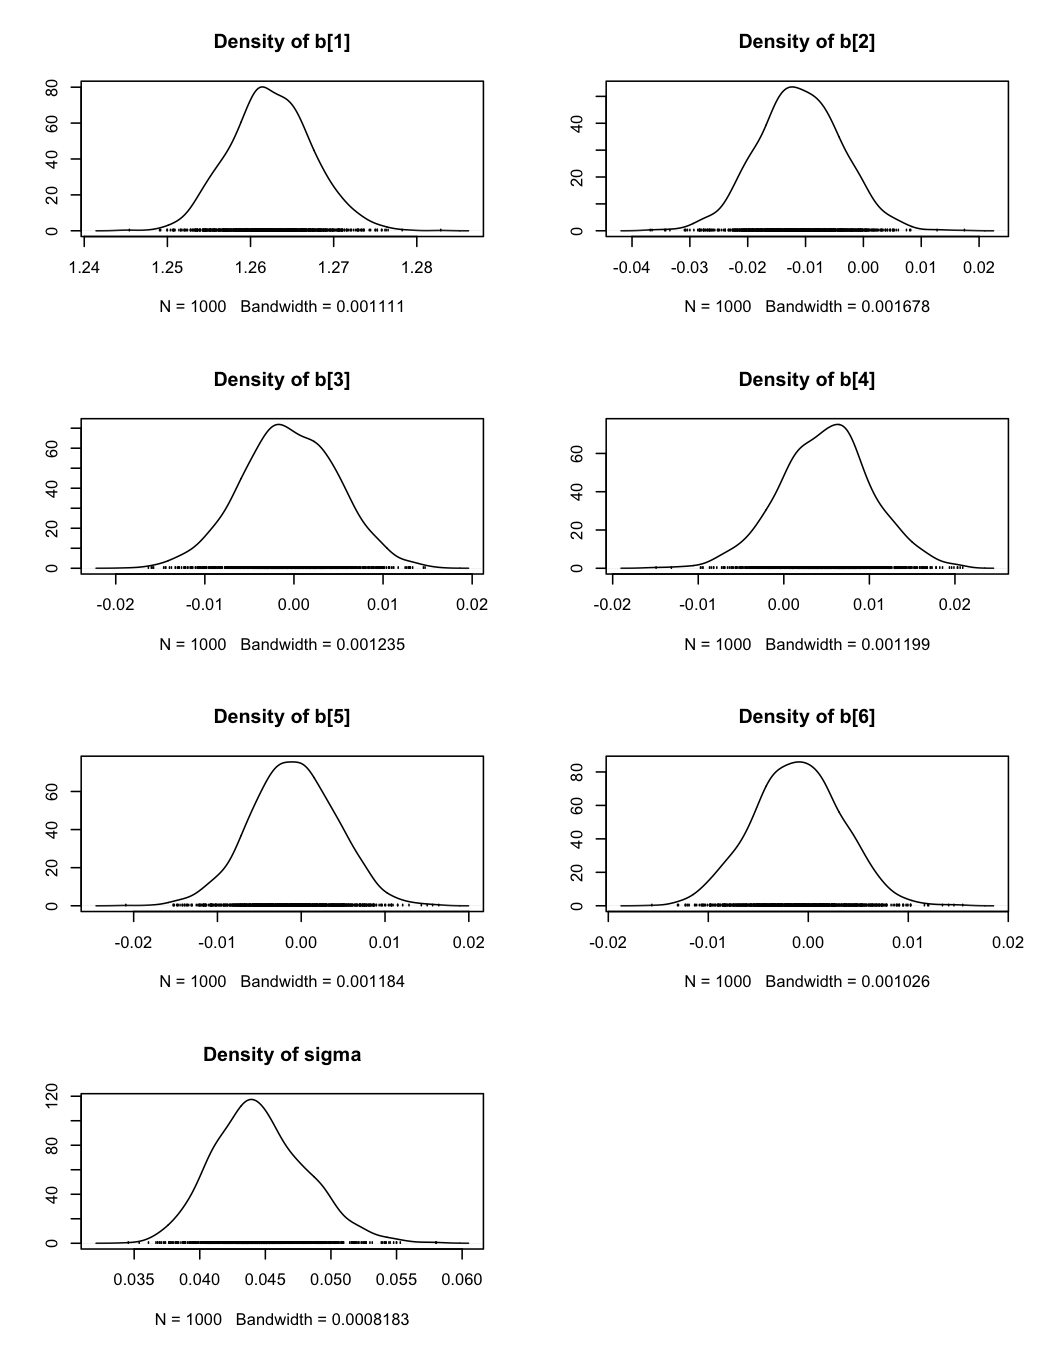 Density of b[1]
80
60
40
20
0
1.24 1.25 1.26 1.27 1.28
N = 1000 Bandwidth = 0.001111
Density of b[2]
40
20
0
-0.04 -0.03 -0.02 -0.01 0.00 0.01 0.02
N = 1000 Bandwidth = 0.001678
Density of b[3]
60
40
20
0
-0.02 -0.01 0.00 0.01 0.02
N = 1000 Bandwidth = 0.001235
Density of b[4]
60
40
20
0
-0.02 -0.01 0.00 0.01 0.02
N = 1000 Bandwidth = 0.001199
Density of b[5]
60
40
20
0
-0.02 -0.01 0.00 0.01 0.02
N = 1000 Bandwidth = 0.001184
Density of b[6]
80
60
40
20
0
-0.02 -0.01 0.00 0.01 0.02
N = 1000 Bandwidth = 0.001026
Density of sigma
120
80
40
0
0.035 0.040 0.045 0.050 0.055 0.060
N = 1000 Bandwidth = 0.0008183